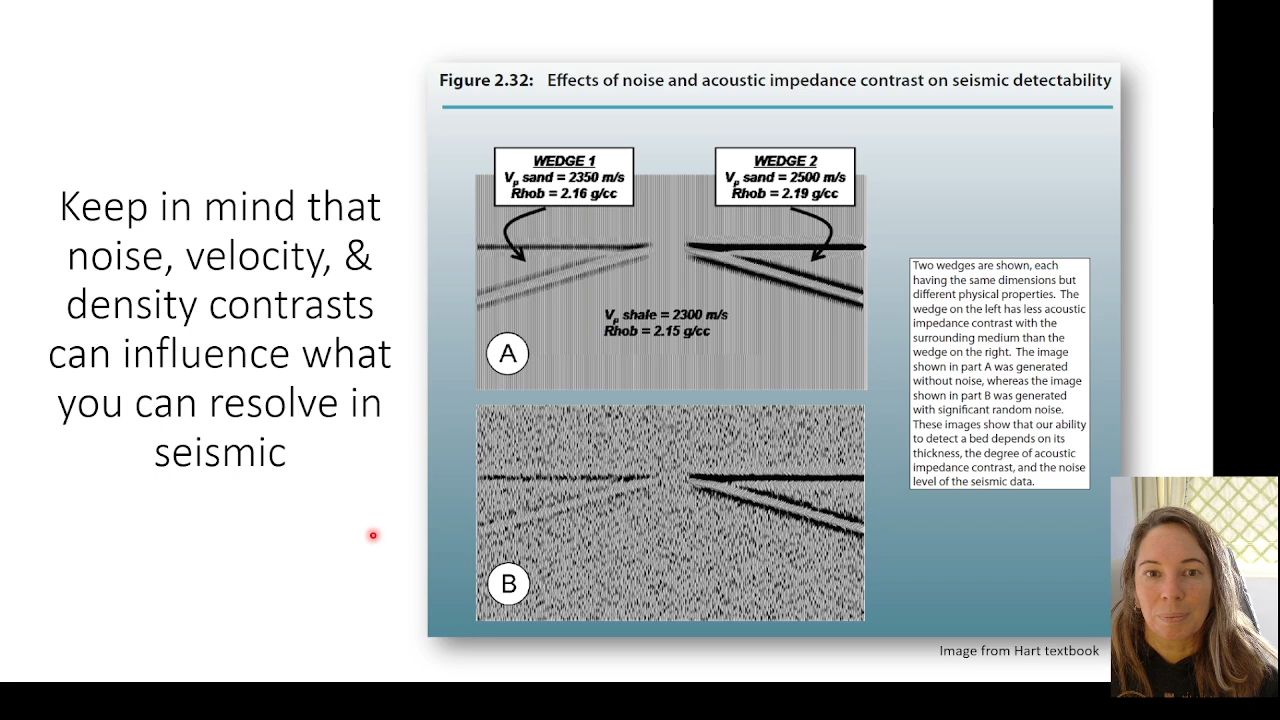 Keep in mind that
noise, velocity, &
density contrasts
can influence what
you can resolve in
seismic
Figure 2.32: Effects of noise and acoustic impedance contrast on seismic detectability
WEDGE 1
Vp sand = 2350 m/s
Rhob = 2.16 g/cc
WEDGE 2
Vp sand = 2500 m/s
Rhob = 2.19 g/cc
Vp shale = 2300 m/s
Rhob = 2.15 g/cc
A
B
Two wedges are shown, each
having the same dimensions but
different physical properties. The
wedge on the left has less acoustic
impedance contrast with the
surrounding medium than the
wedge on the right. The image
shown in part A was generated
without noise, whereas the image
shown in part B was generated
with significant random noise.
These images show that our ability
to detect a bed depends on its
thickness, the degree of acoustic
impedance contrast, and the noise
level of the seismic data.
Image from Hart textbook